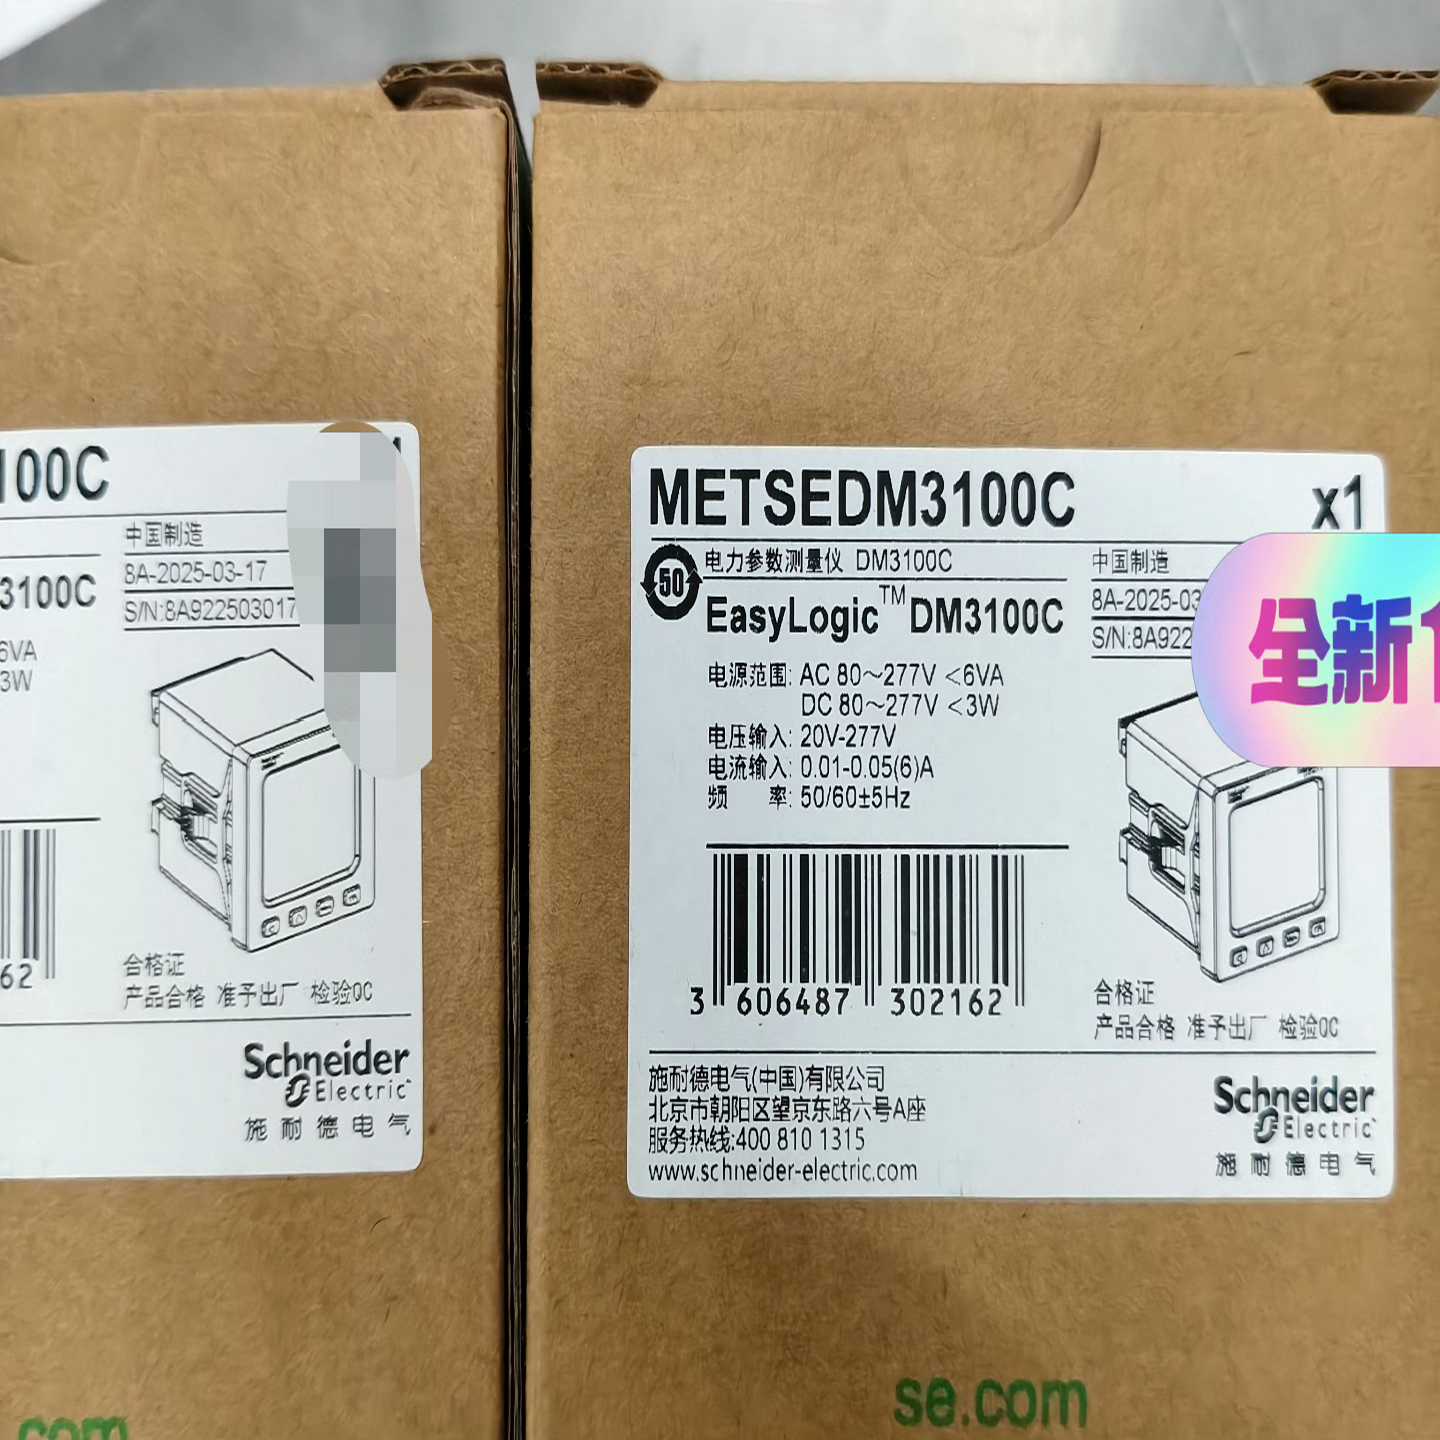 100C
中国制造
8A-2025-03-17
3100C
S/N:8A922503017
6VA
3W
62
合格证
产品合格 准予出厂 检验QC
Schneider
Electric
施耐德电气
com
METSEDM3100C x1
50
电力参数测量仪 DM3100C
EasyLogic™ DM3100C
中国制造
8A-2025-03
S/N:8A922
电源范围: AC 80~277V <6VA
DC 80~277V <3W
电压输入: 20V-277V
电流输入: 0.01-0.05(6)A
频 率: 50/60±5Hz
全新
3 606487 302162
合格证
产品合格 准予出厂 检验QC
施耐德电气(中国)有限公司
北京市朝阳区望京东路六号A座
服务热线:400 810 1315
www.schneider-electric.com
Schneider
Electric
施耐德电气
se.com